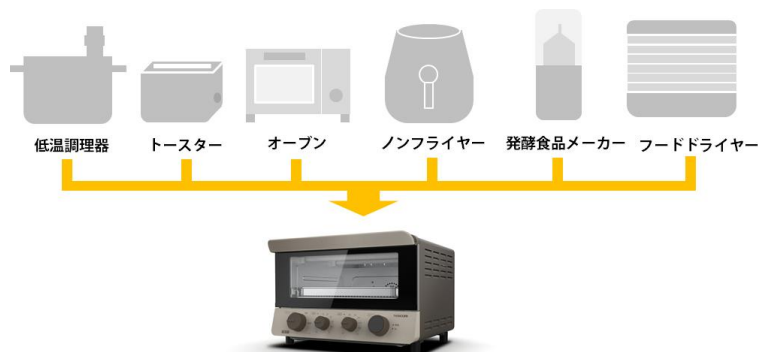 低温調理器
トースター
オーブン
ノンフライヤー
発酵食品メーカー
フードドライヤー